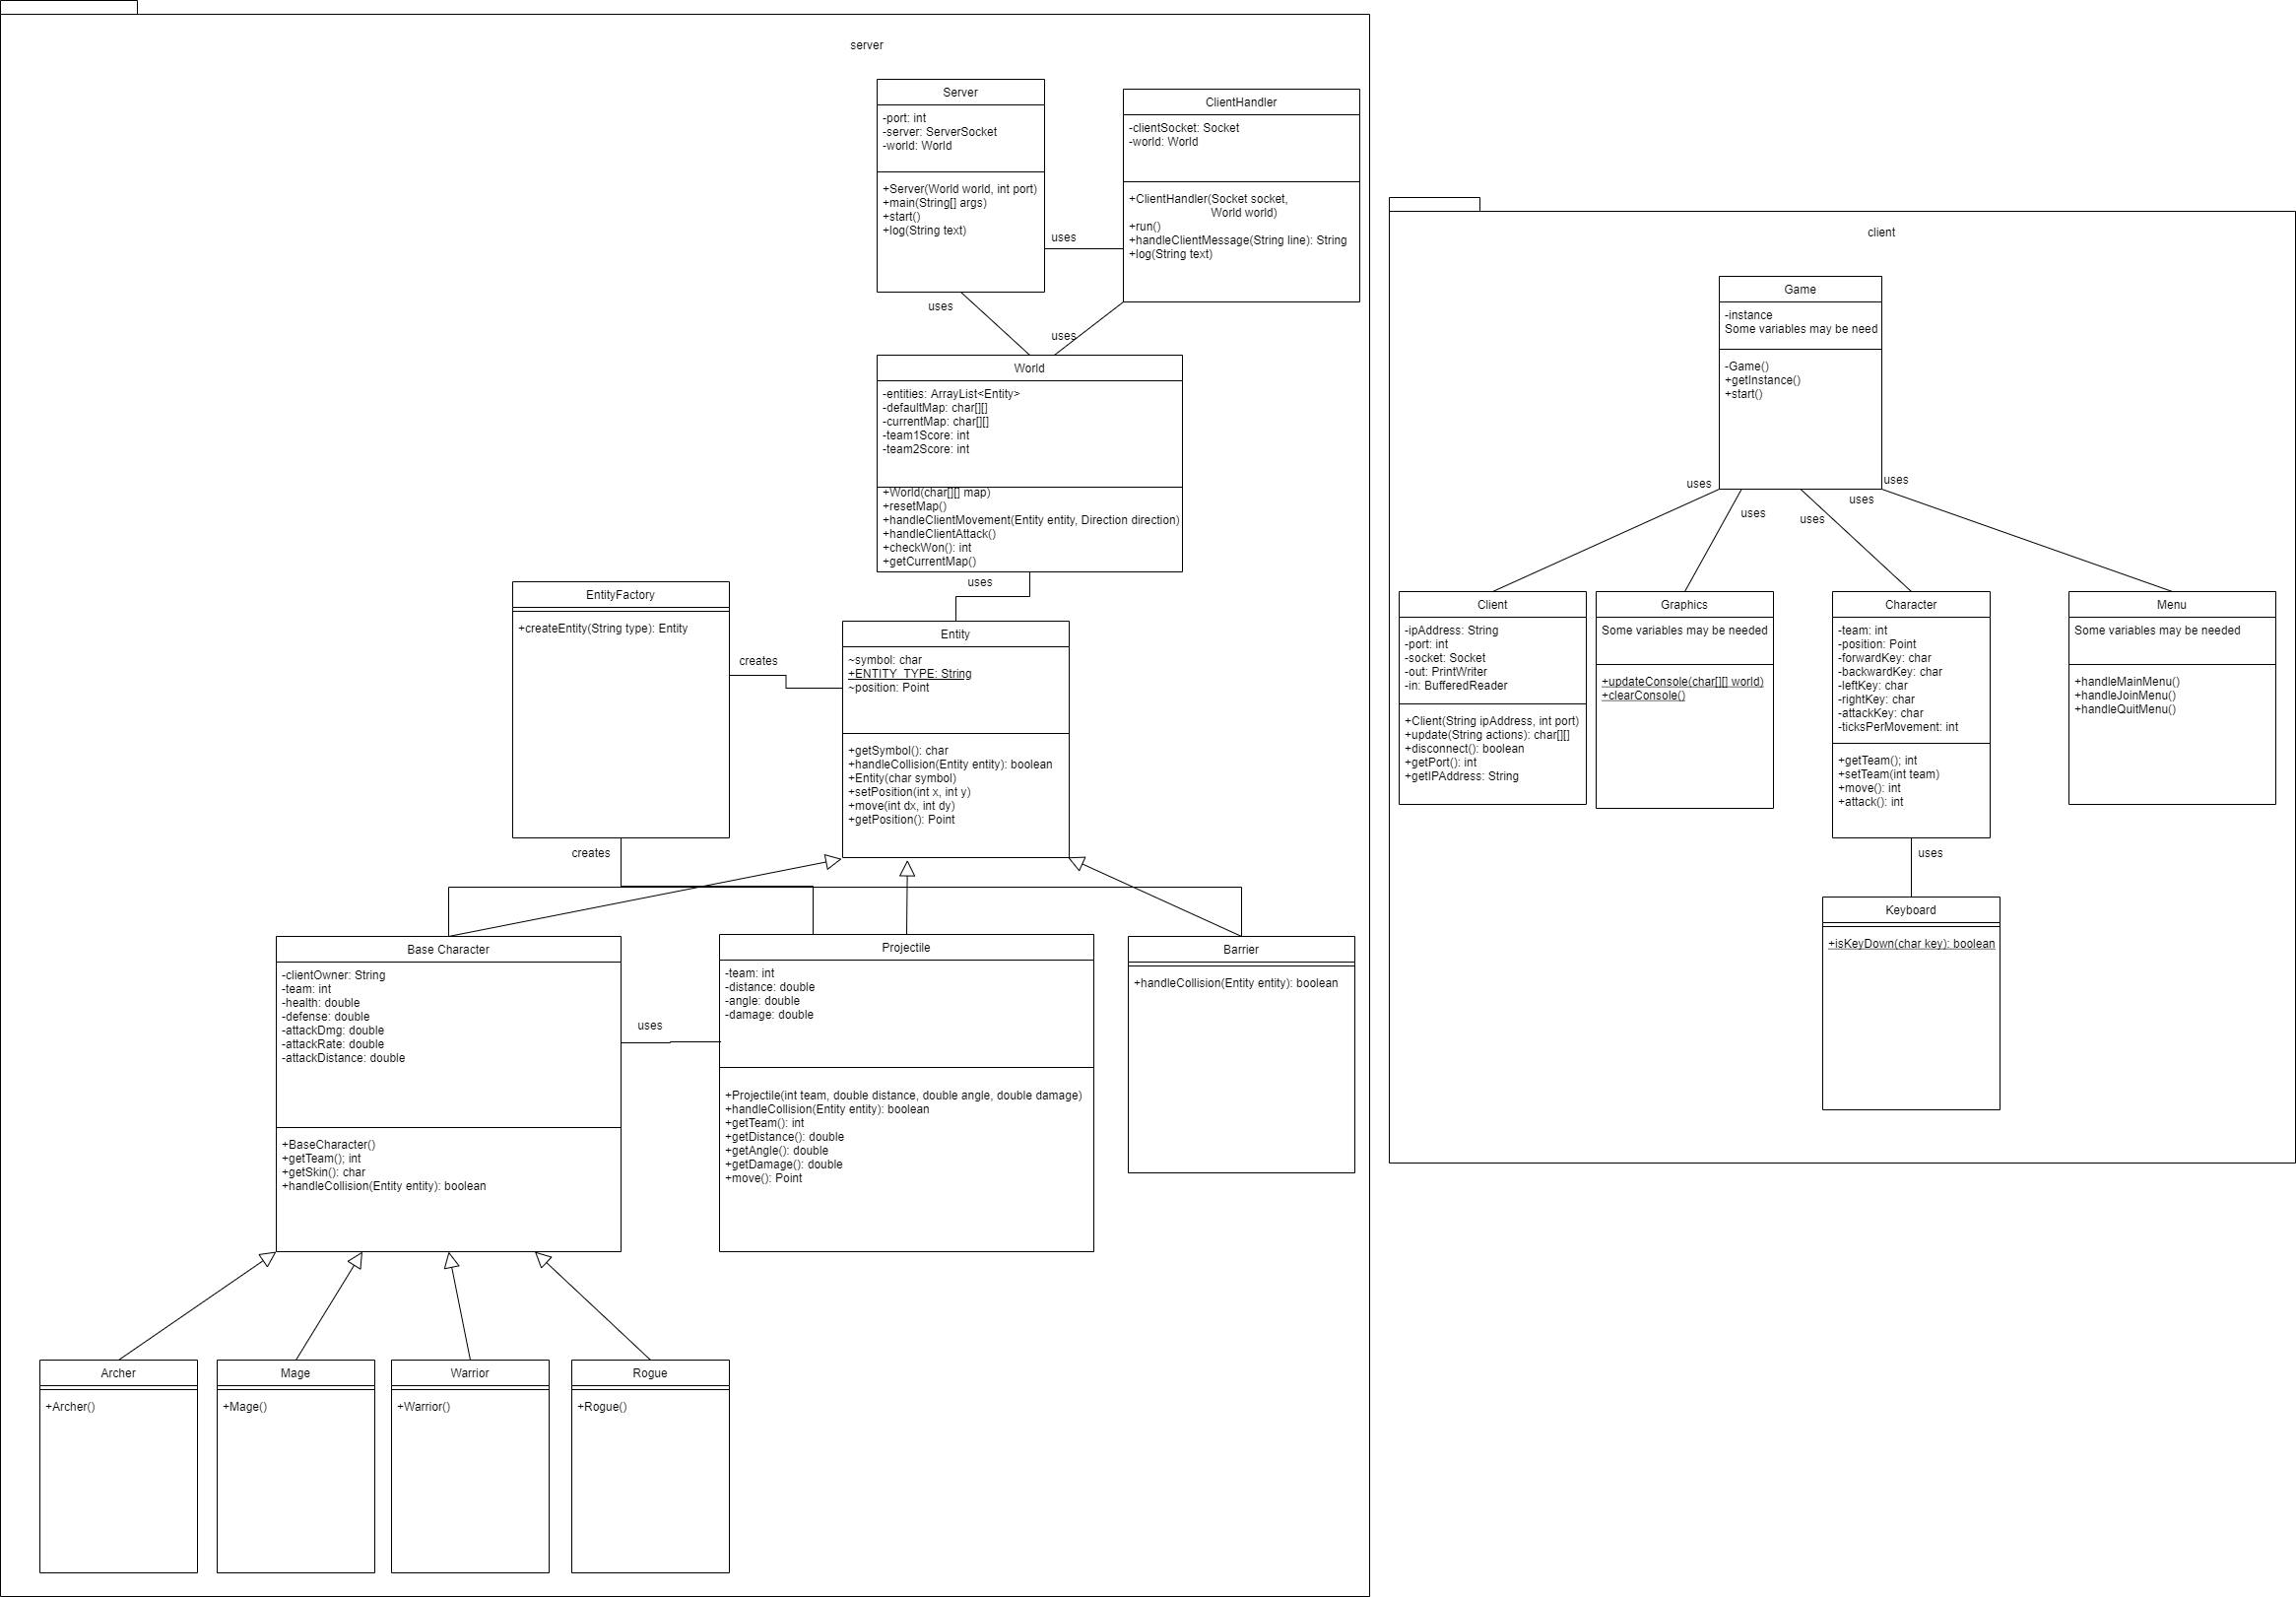 server
Server
-port: int
-server: ServerSocket
-world: World
+Server(World world, int port)
+main(String[] args)
+start()
+log(String text)
uses
ClientHandler
-clientSocket: Socket
-world: World
+ClientHandler(Socket socket,
World world)
+run()
+handleClientMessage(String line): String
+log(String text)
uses
uses
World
-entities: ArrayList<Entity>
-defaultMap: char[][]
-currentMap: char[][]
-team1Score: int
-team2Score: int
+World(char[][] map)
+resetMap()
+handleClientMovement(Entity entity, Direction direction)
+handleClientAttack()
+checkWon(): int
+getCurrentMap()
uses
EntityFactory
+createEntity(String type): Entity
creates
Entity
~symbol: char
+ENTITY_TYPE: String
~position: Point
+getSymbol(): char
+handleCollision(Entity entity): boolean
+Entity(char symbol)
+setPosition(int x, int y)
+move(int dx, int dy)
+getPosition(): Point
creates
Base Character
-clientOwner: String
-team: int
-health: double
-defense: double
-attackDmg: double
-attackRate: double
-attackDistance: double
+BaseCharacter()
+getTeam(); int
+getSkin(): char
+handleCollision(Entity entity): boolean
uses
Projectile
-team: int
-distance: double
-angle: double
-damage: double
+Projectile(int team, double distance, double angle, double damage)
+handleCollision(Entity entity): boolean
+getTeam(): int
+getDistance(): double
+getAngle(): double
+getDamage(): double
+move(): Point
Barrier
+handleCollision(Entity entity): boolean
Archer
+Archer()
Mage
+Mage()
Warrior
+Warrior()
Rogue
+Rogue()
client
Game
-instance
Some variables may be need
-Game()
+getInstance()
+start()
uses
uses
uses
uses
uses
Client
-ipAddress: String
-port: int
-socket: Socket
-out: PrintWriter
-in: BufferedReader
+Client(String ipAddress, int port)
+update(String actions): char[][]
+disconnect(): boolean
+getPort(): int
+getIPAddress: String
Graphics
Some variables may be needed
+updateConsole(char[][] world)
+clearConsole()
Character
-team: int
-position: Point
-forwardKey: char
-backwardKey: char
-leftKey: char
-rightKey: char
-attackKey: char
-ticksPerMovement: int
+getTeam(); int
+setTeam(int team)
+move(): int
+attack(): int
Menu
Some variables may be needed
+handleMainMenu()
+handleJoinMenu()
+handleQuitMenu()
uses
Keyboard
+isKeyDown(char key): boolean